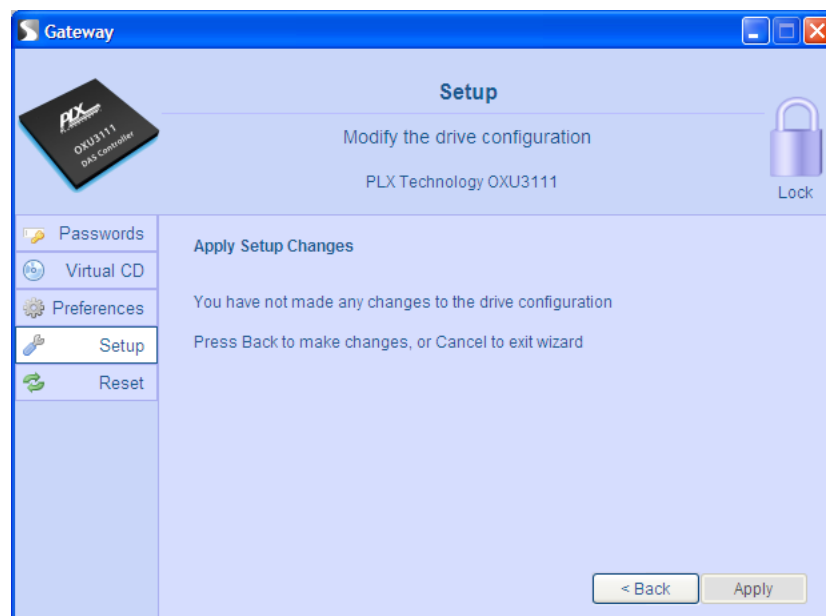 Gateway
PLX
OXU3111
DAS Controller
Setup
Modify the drive configuration
PLX Technology OXU3111
Lock
Passwords
Virtual CD
Preferences
Setup
Reset
Apply Setup Changes
You have not made any changes to the drive configuration
Press Back to make changes, or Cancel to exit wizard
< Back
Apply